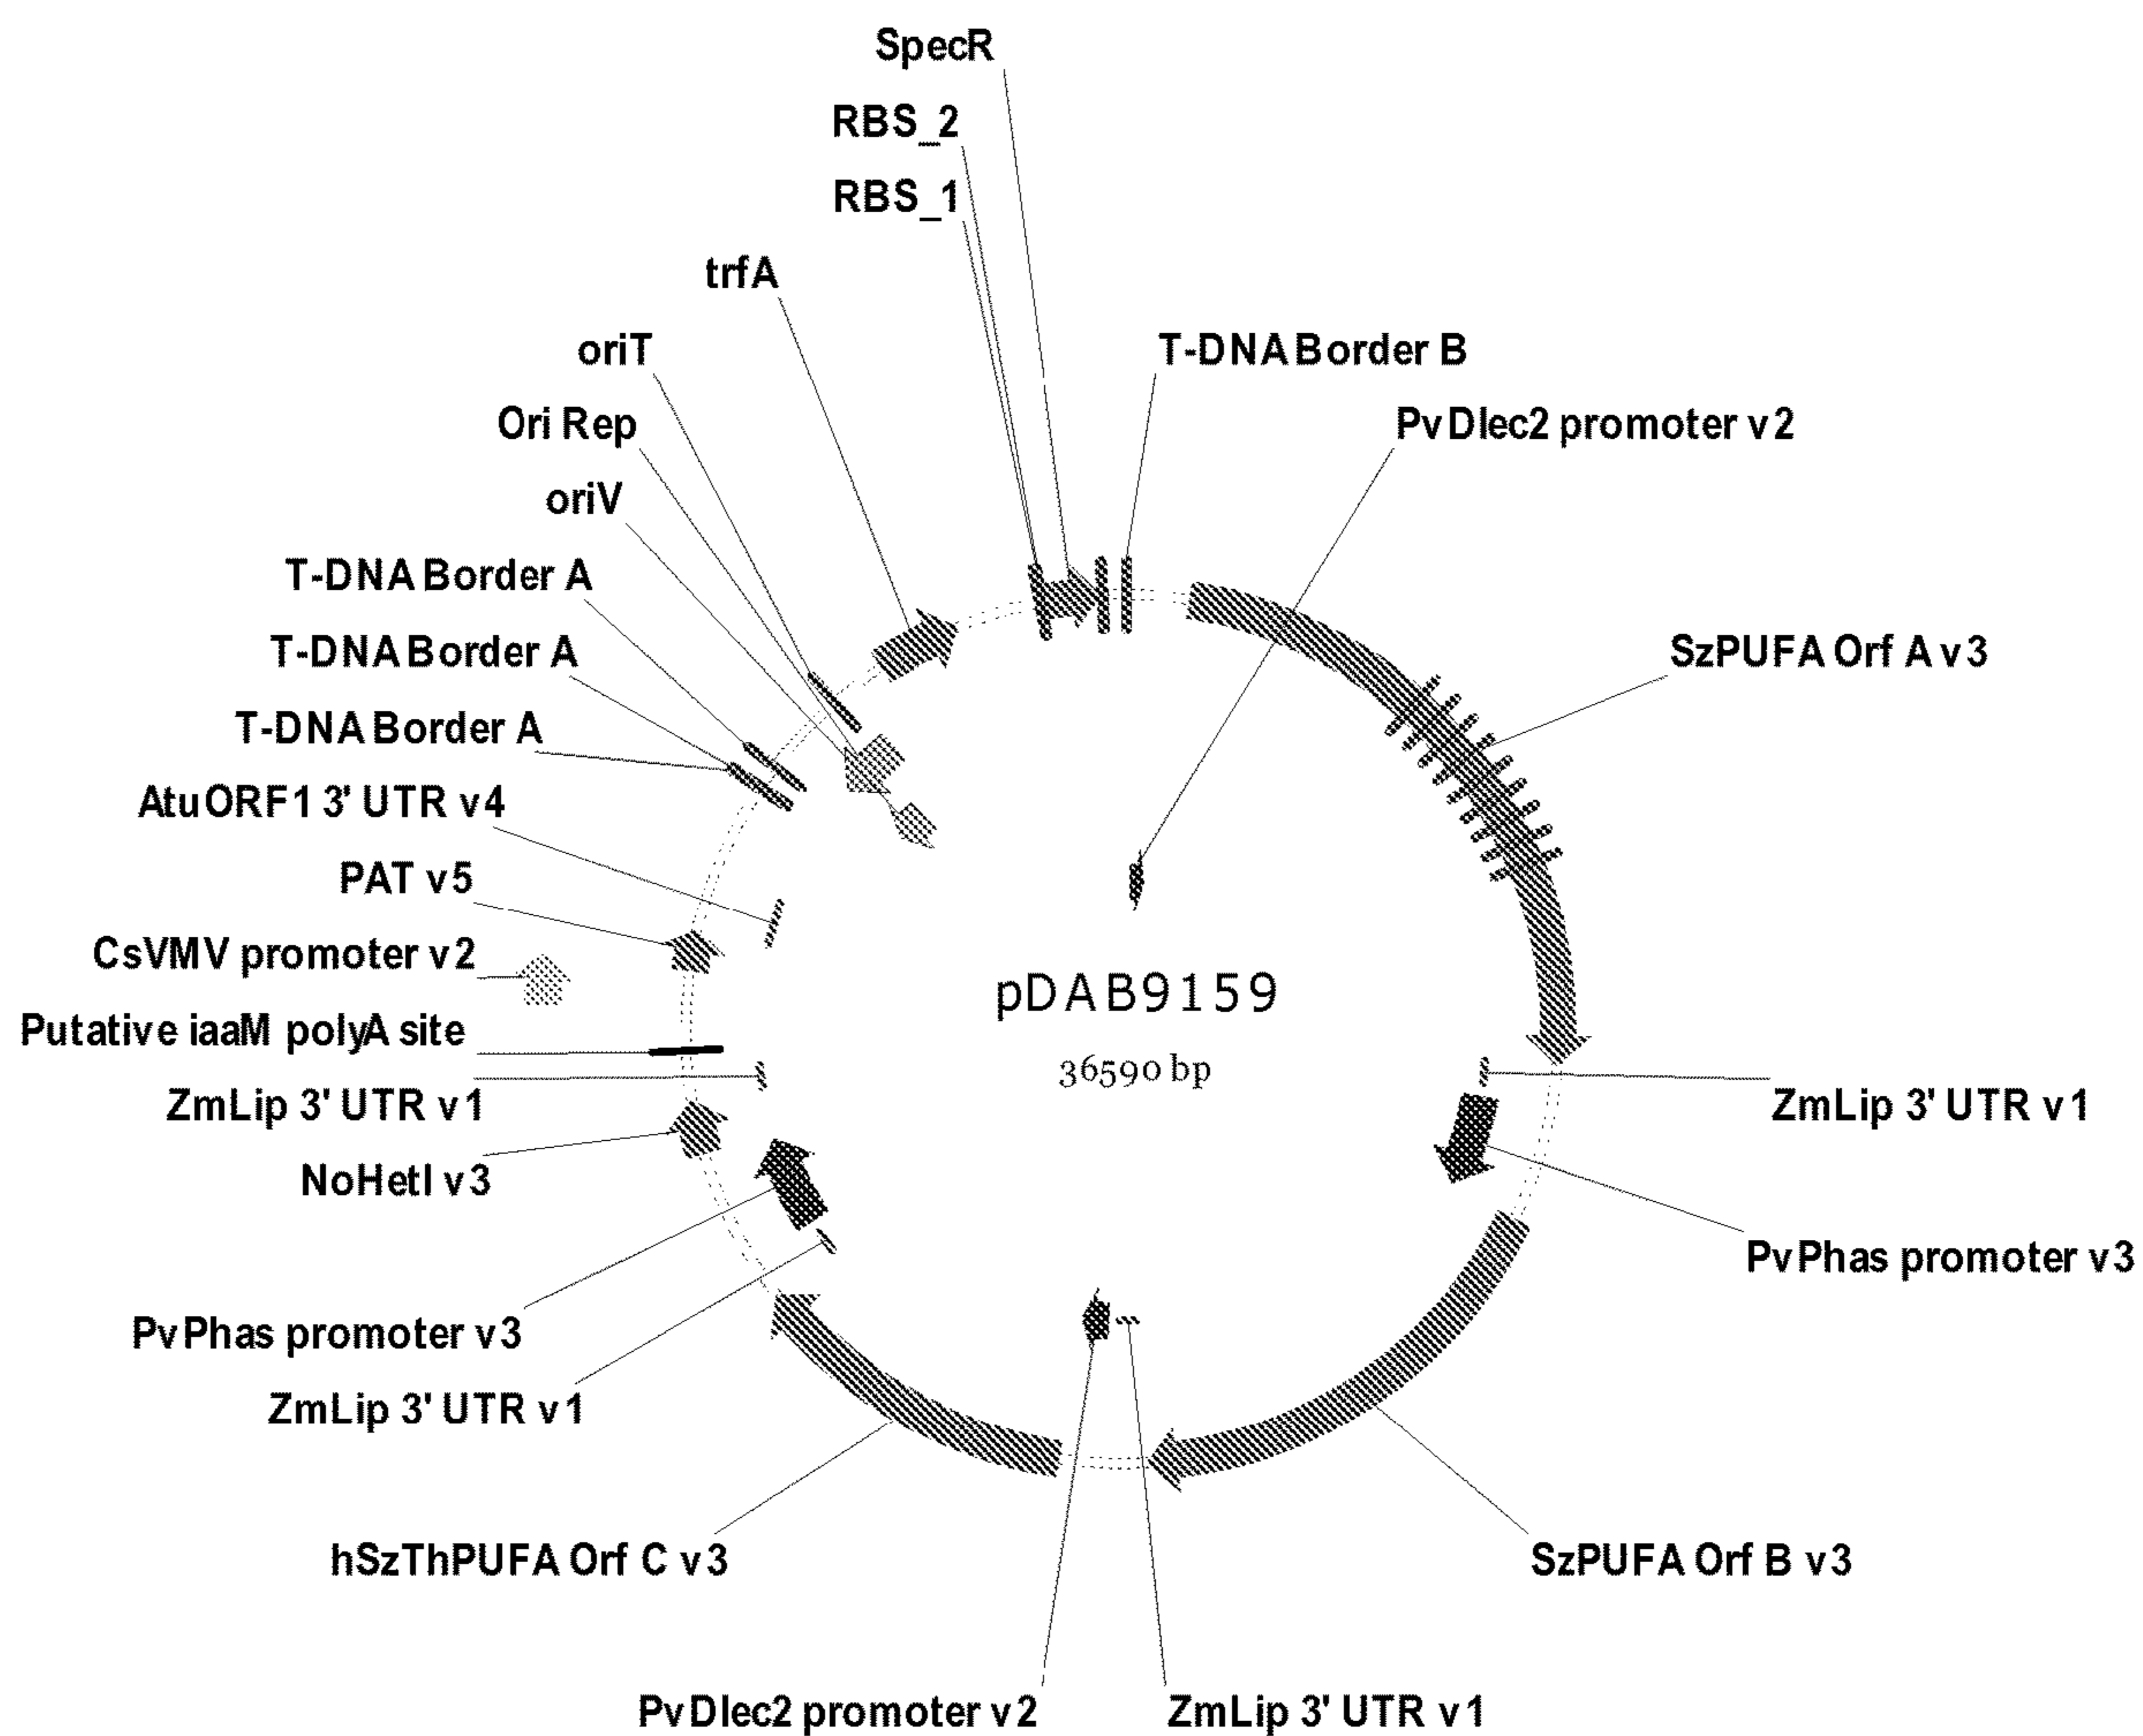 SpecR
RBS_2
RBS_1
trfA
oriT
T-DNA Border B
Ori Rep
PvDlec2 promoter v2
oriV
T-DNA Border A
T-DNA Border A
SzPUFA Orf A v3
T-DNA Border A
AtuORF1 3' UTR v4
PAT v5
CsVMV promoter v2
pDAB9159
Putative iaaM polyA site
36590 bp
ZmLip 3' UTR v1
ZmLip 3' UTR v1
NoHetI v3
PvPhas promoter v3
PvPhas promoter v3
ZmLip 3' UTR v1
hSzThPUFA Orf C v3
SzPUFA Orf B v3
PvDlec2 promoter v2
ZmLip 3' UTR v1